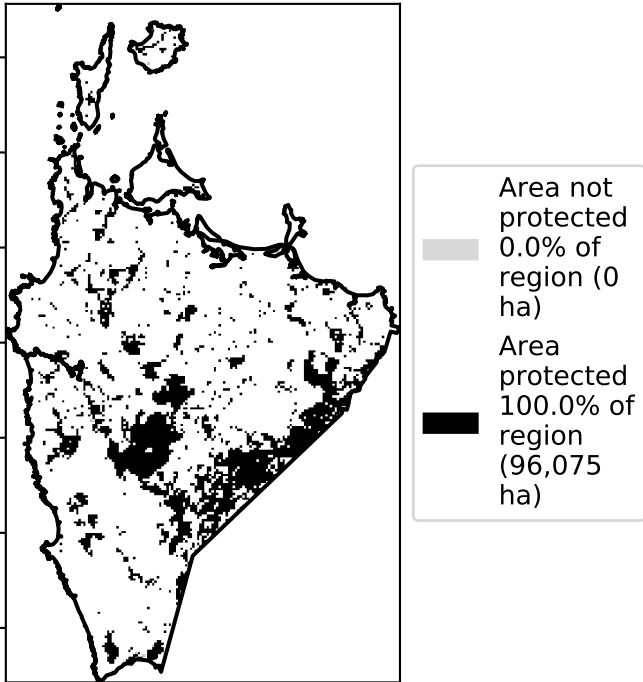 Area not
protected
0.0% of
region (0
ha)
Area
protected
100.0% of
region
(96,075
ha)